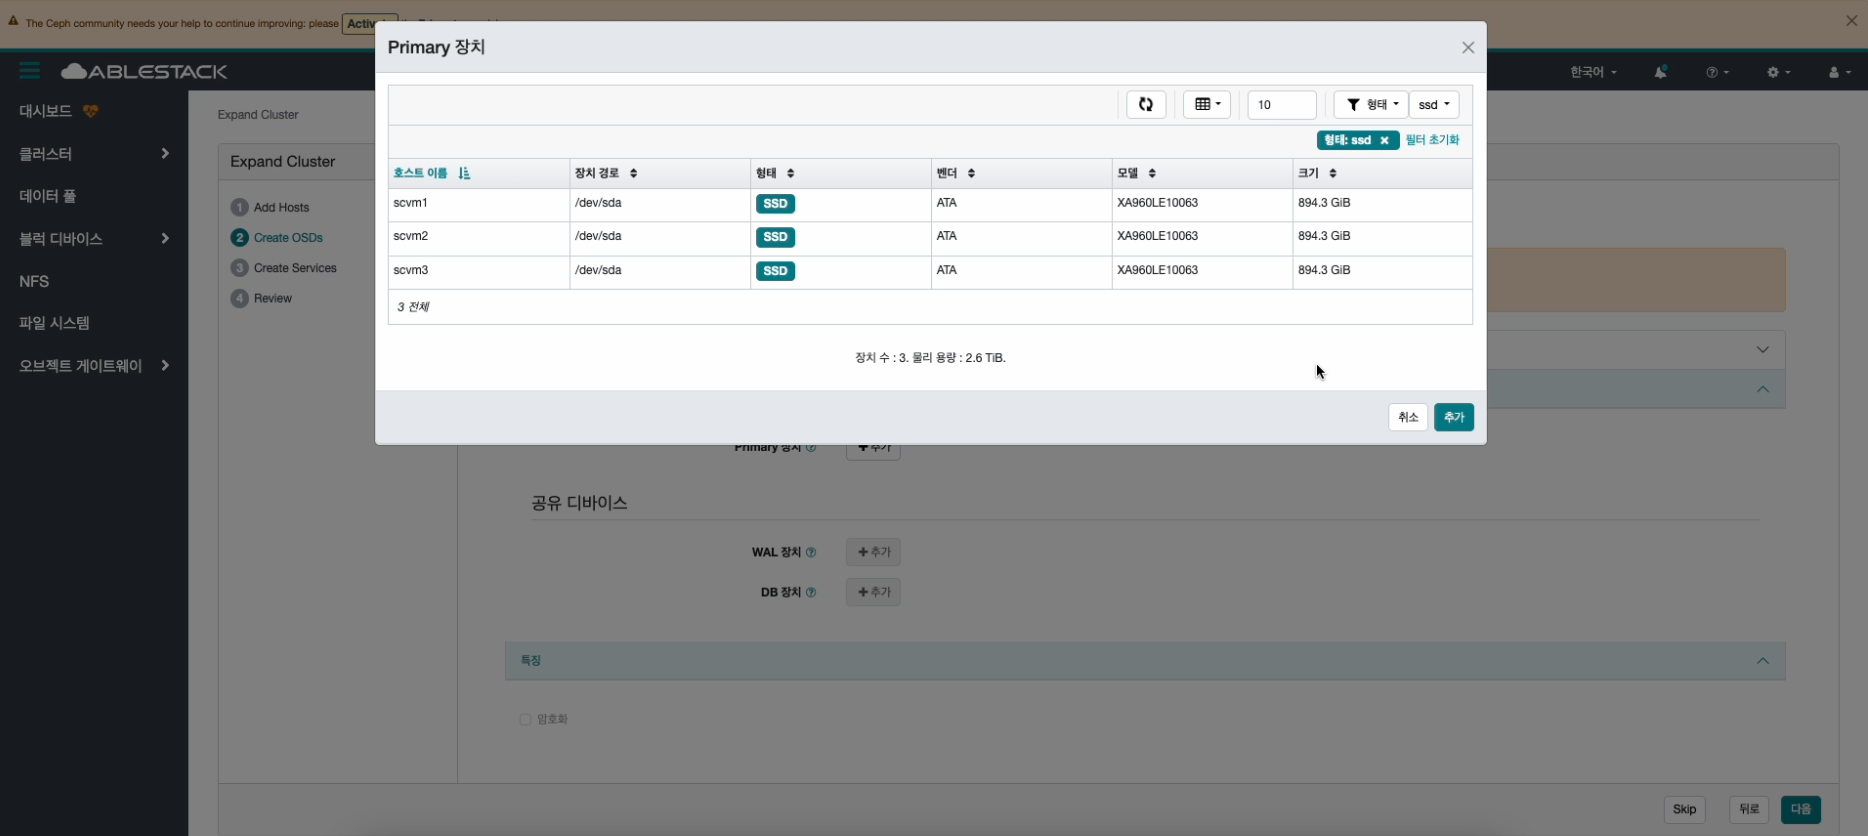 The Ceph community needs your help to continue improving: please
Primary 장치
ABLESTACK
한국어
대시보드
클러스터
데이터 풀
블럭 디바이스
NFS
파일 시스템
오브젝트 게이트웨이
Expand Cluster
Expand Cluster
1 Add Hosts
2 Create OSDs
3 Create Services
4 Review
10 형태 ssd
형태: ssd 필터 초기화
호스트 이름 장치 경로 형태 벤더 모델 크기
scvm1 /dev/sda SSD ATA XA960LE10063 894.3 GiB
scvm2 /dev/sda SSD ATA XA960LE10063 894.3 GiB
scvm3 /dev/sda SSD ATA XA960LE10063 894.3 GiB
3 전체
장치 수 : 3. 물리 용량 : 2.6 TiB.
취소 추가
Primary 장치 추가
공유 디바이스
WAL 장치 추가
DB 장치 추가
특징
암호화
Skip 뒤로 다음